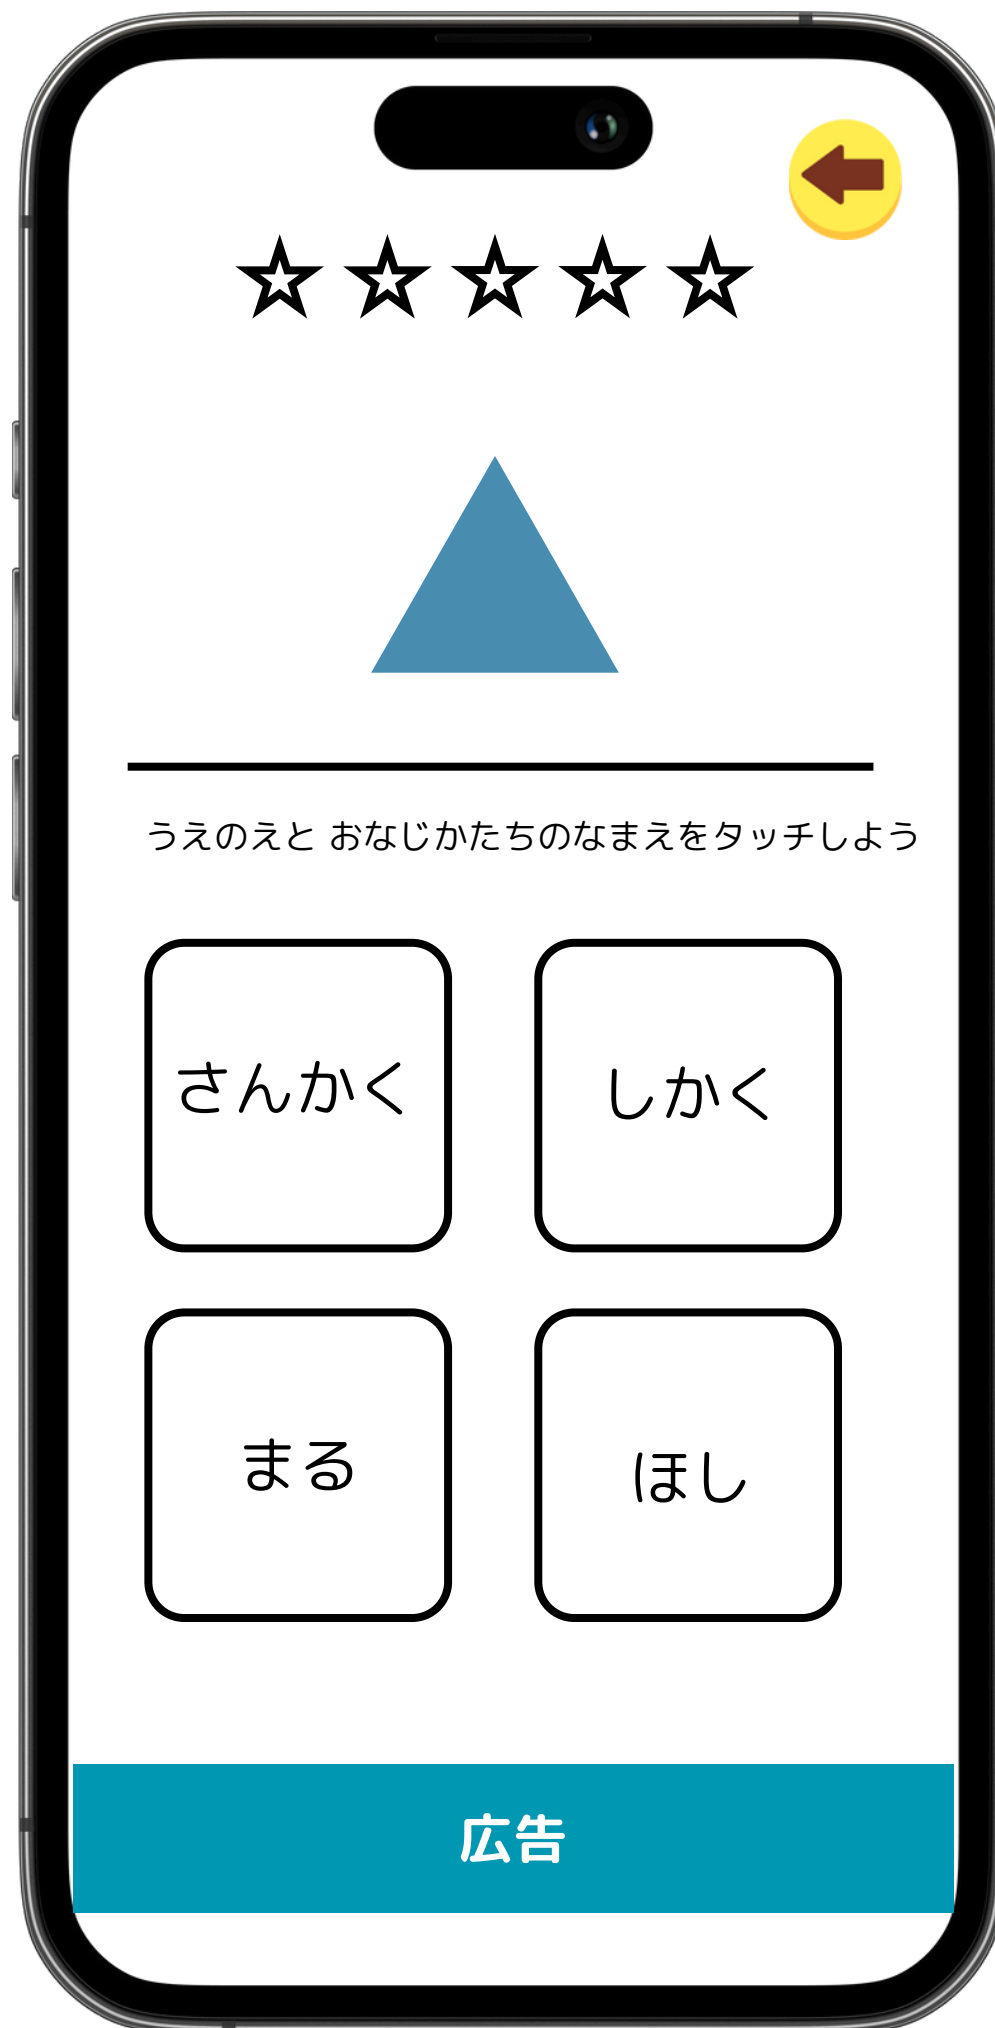 うえのえと おなじかたちのなまえをタッチしよう
さんかく
しかく
まる
ほし
広告